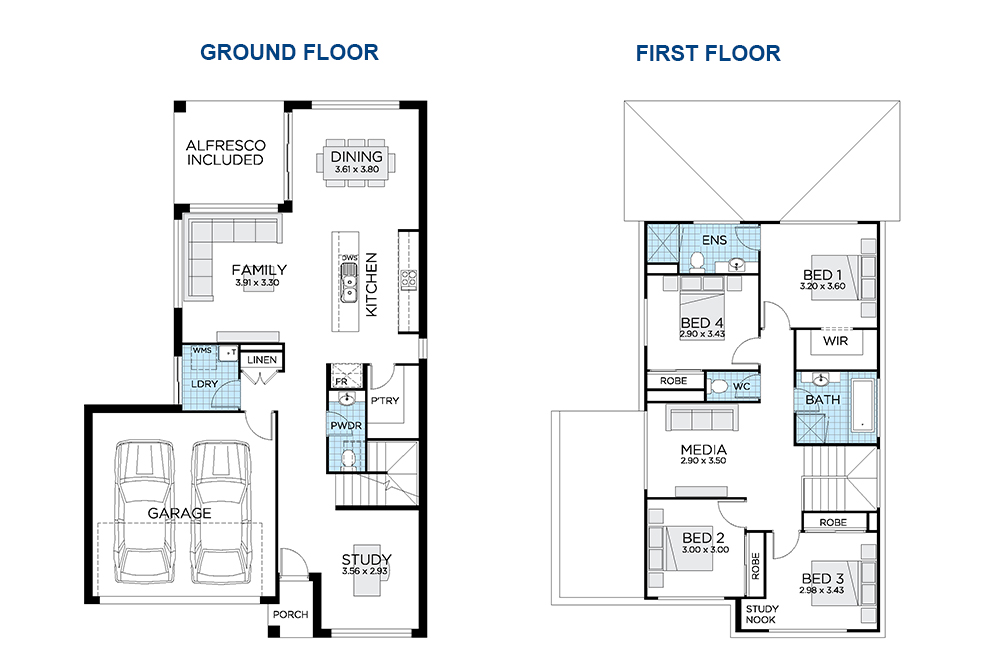 GROUND FLOOR
ALFRESCO
INCLUDED
DINING
3.61 x 3.80
FAMILY
3.91 x 3.30
DWS
KITCHEN
WMS
T
LINEN
LDRY
FR
P'TRY
PWDR
GARAGE
STUDY
3.56 x 2.93
PORCH
FIRST FLOOR
ENS
BED 1
3.20 x 3.60
BED 4
2.90 x 3.43
WIR
ROBE
WC
BATH
MEDIA
2.90 x 3.50
ROBE
BED 2
3.00 x 3.00
ROBE
BED 3
2.98 x 3.43
STUDY
NOOK